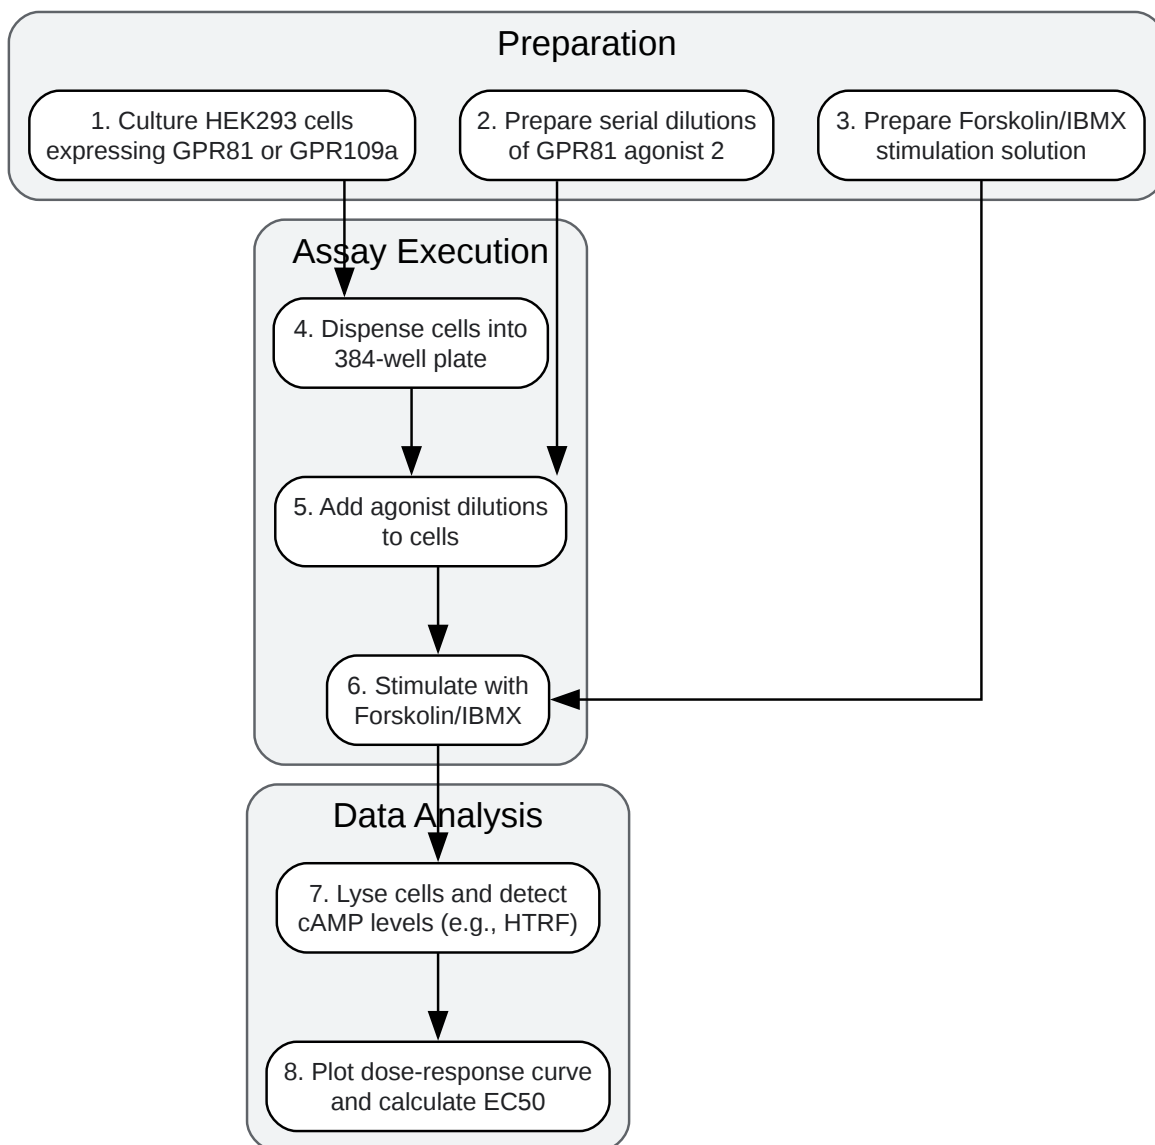 Preparation
1. Culture HEK293 cells
expressing GPR81 or GPR109a
2. Prepare serial dilutions
of GPR81 agonist 2
3. Prepare Forskolin/IBMX
stimulation solution
Assay Execution
4. Dispense cells into
384-well plate
5. Add agonist dilutions
to cells
6. Stimulate with
Forskolin/IBMX
Data Analysis
7. Lyse cells and detect
cAMP levels (e.g., HTRF)
8. Plot dose-response curve
and calculate EC50